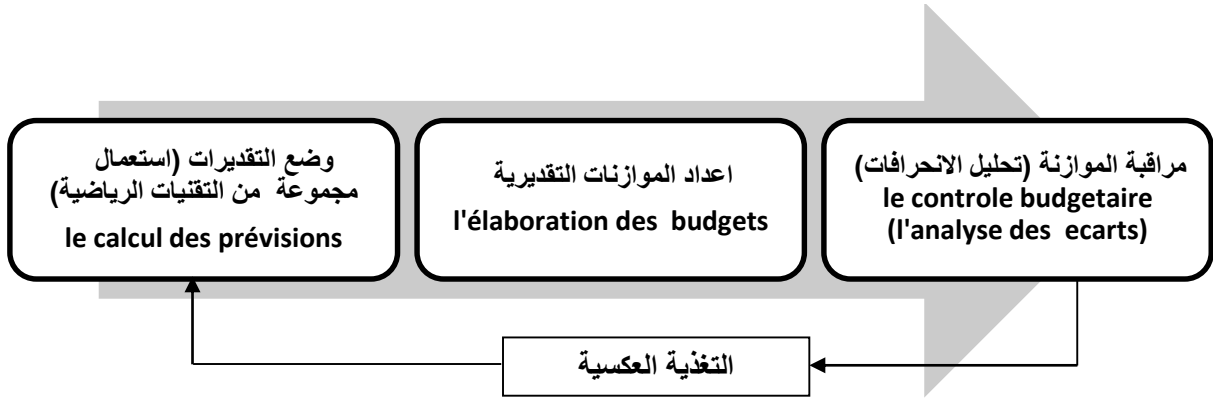 وضع التقديرات (استعمال
مجموعة من التقنيات الرياضية)
le calcul des prévisions
اعداد الموازنات التقديرية
l'élaboration des budgets
مراقبة الموازنة (تحليل الانحرافات)
le controle budgetaire
(l'analyse des ecarts)
التغذية العكسية